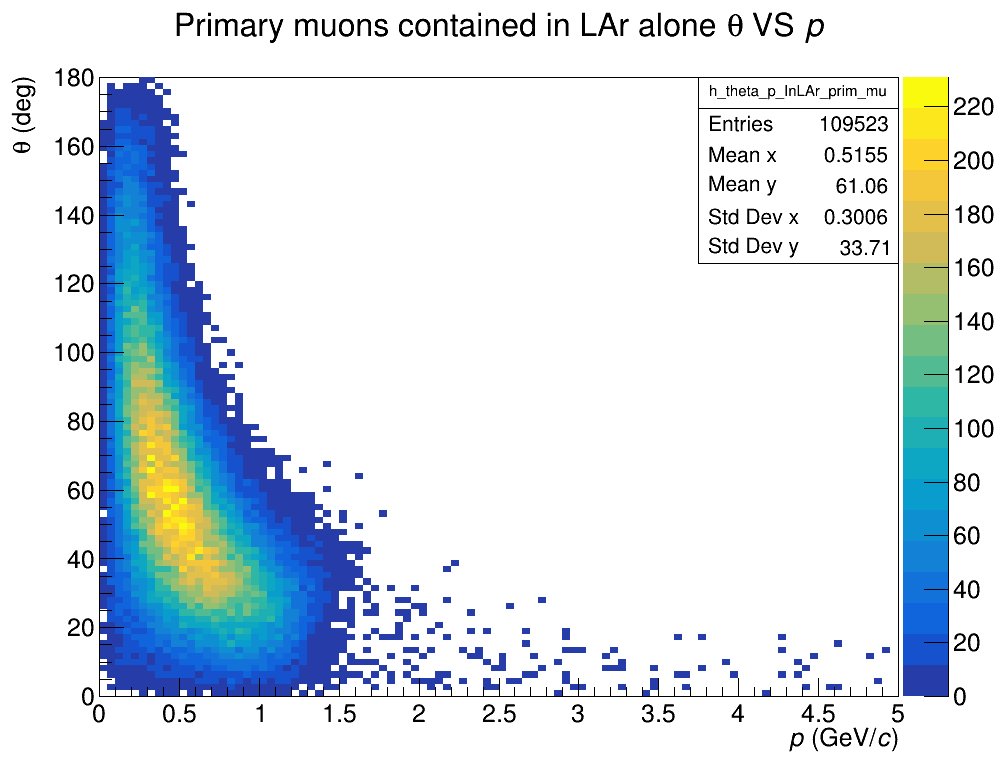 Primary muons contained in LAr alone θ VS p
θ (deg)
180
160
140
120
100
80
60
40
20
0
h_theta_p_InLAr_prim_mu
Entries 109523
Mean x 0.5155
Mean y 61.06
Std Dev x 0.3006
Std Dev y 33.71
220
200
180
160
140
120
100
80
60
40
20
0
0 0.5 1 1.5 2 2.5 3 3.5 4 4.5 5
p (GeV/c)